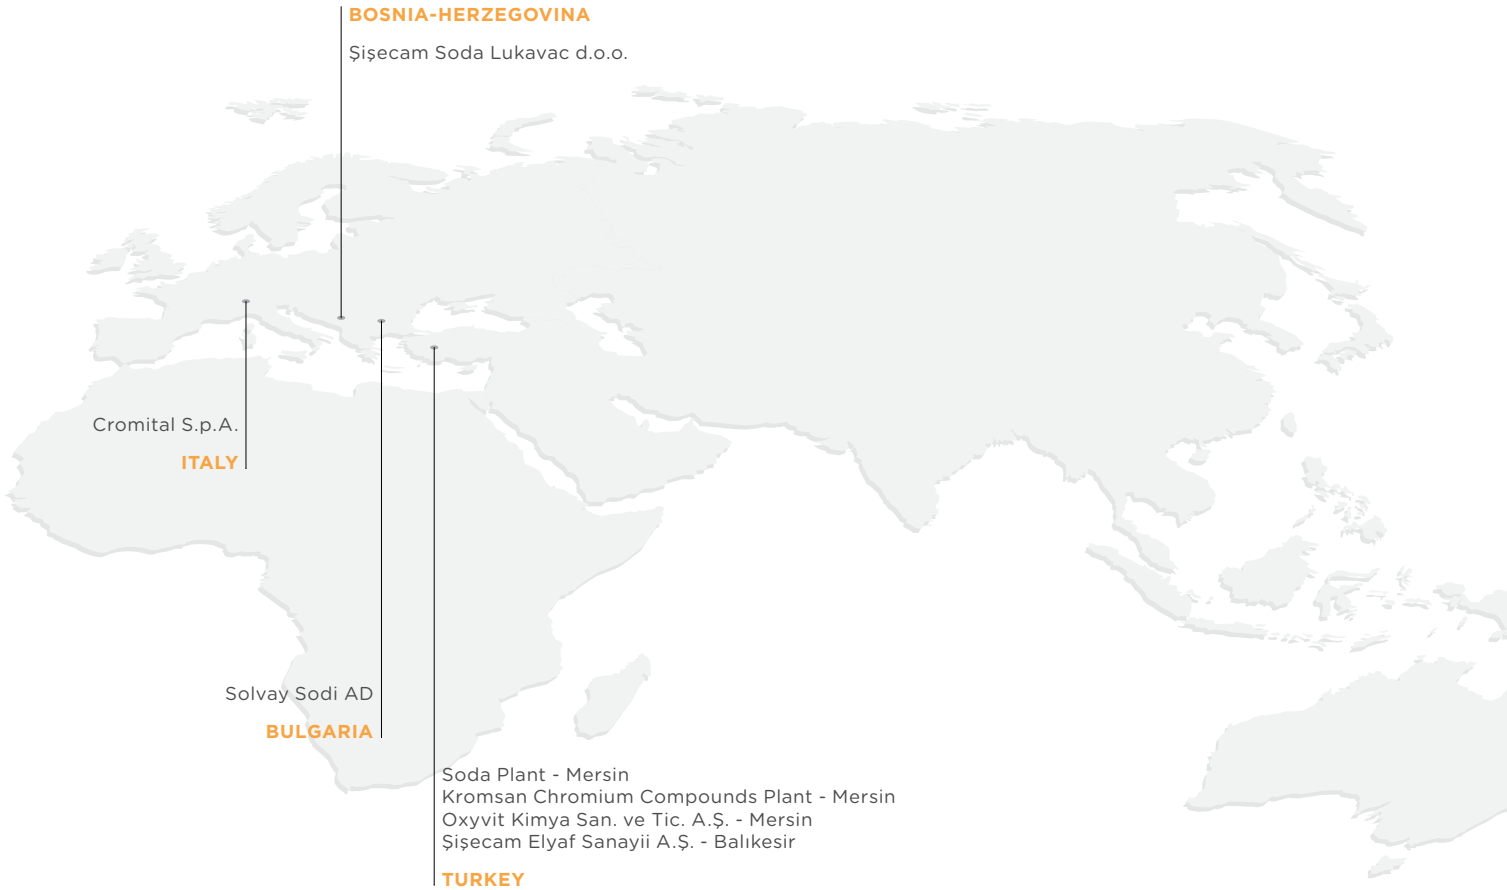 BOSNIA-HERZEGOVINA
Şişecam Soda Lukavac d.o.o.
Cromital S.p.A.
ITALY
Solvay Sodi AD
BULGARIA
Soda Plant - Mersin
Kromsan Chromium Compounds Plant - Mersin
Oxyvit Kimya San. ve Tic. A.Ş. - Mersin
Şişecam Elyaf Sanayii A.Ş. - Balıkesir
TURKEY